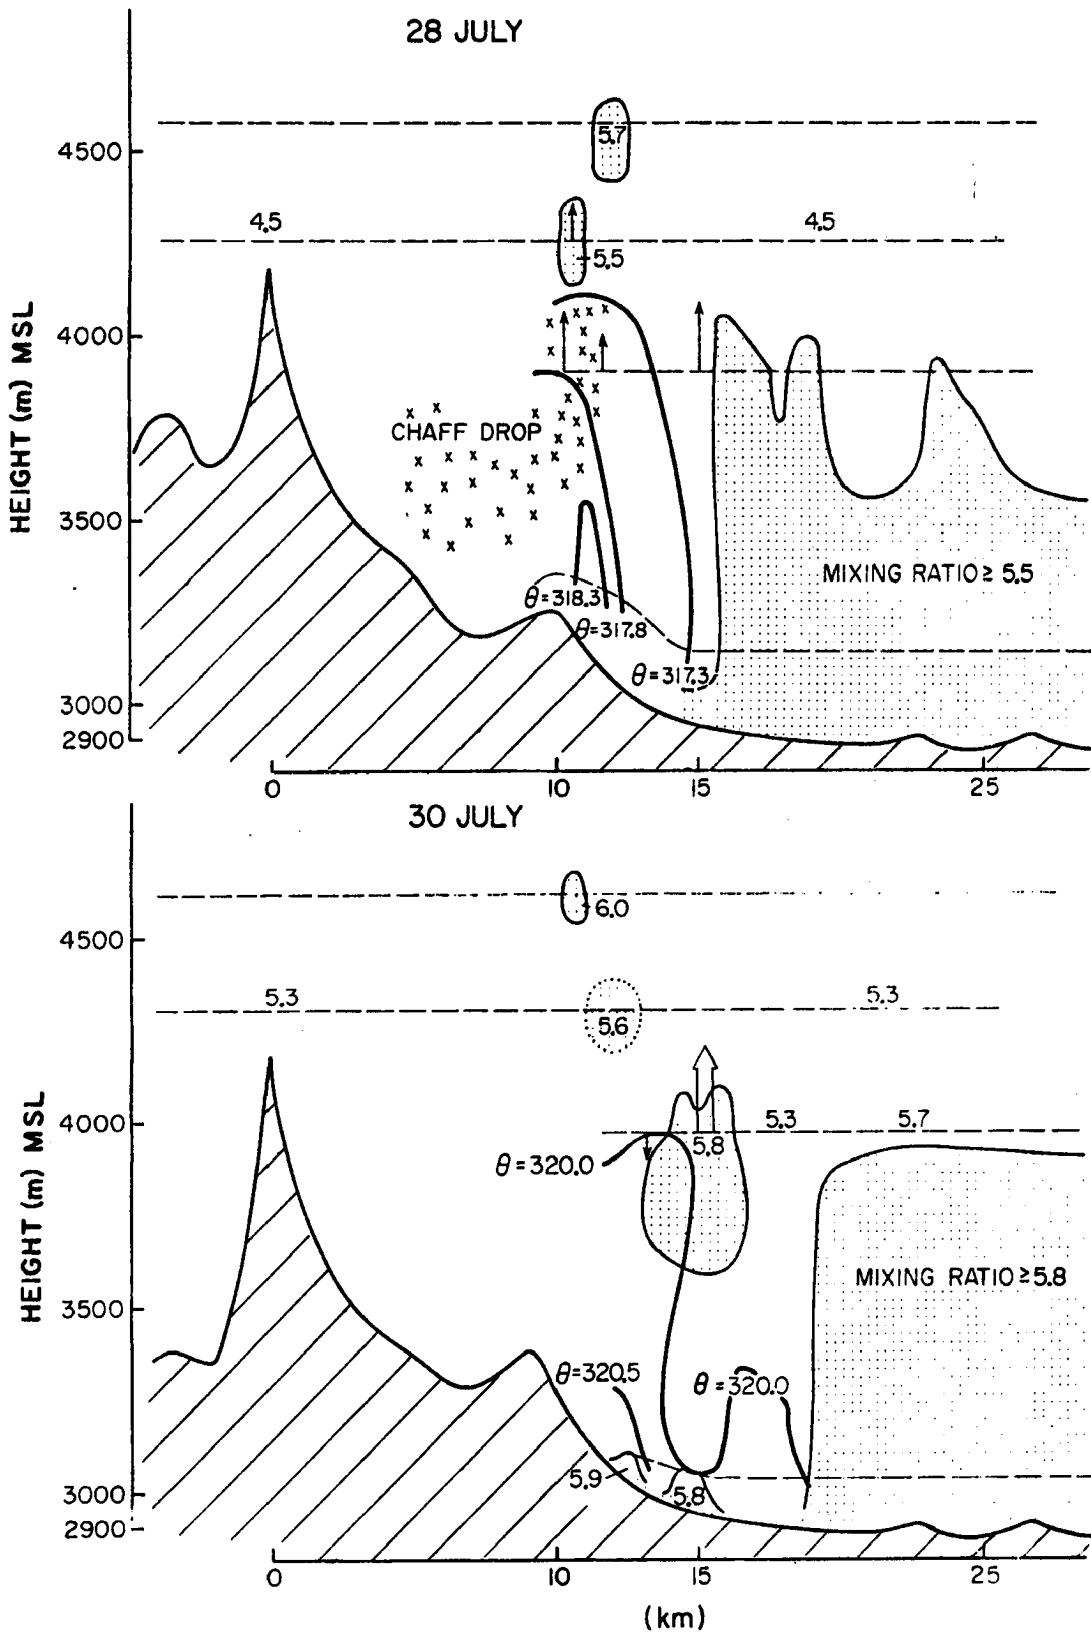 28 JULY
5.7
4500
4.5
4.5
5.5
4000
HEIGHT (m) MSL
CHAFF DROP
3500
MIXING RATIO ≥ 5.5
θ=318.3
θ=317.8
θ=317.3
3000
2900
0
10
15
25
30 JULY
6.0
4500
5.3
5.3
5.6
4000
5.3
5.7
5.8
HEIGHT (m) MSL
θ=320.0
MIXING RATIO ≥ 5.8
3500
θ=320.5
θ=320.0
5.9
5.8
3000
2900
0
10
15
25
(km)